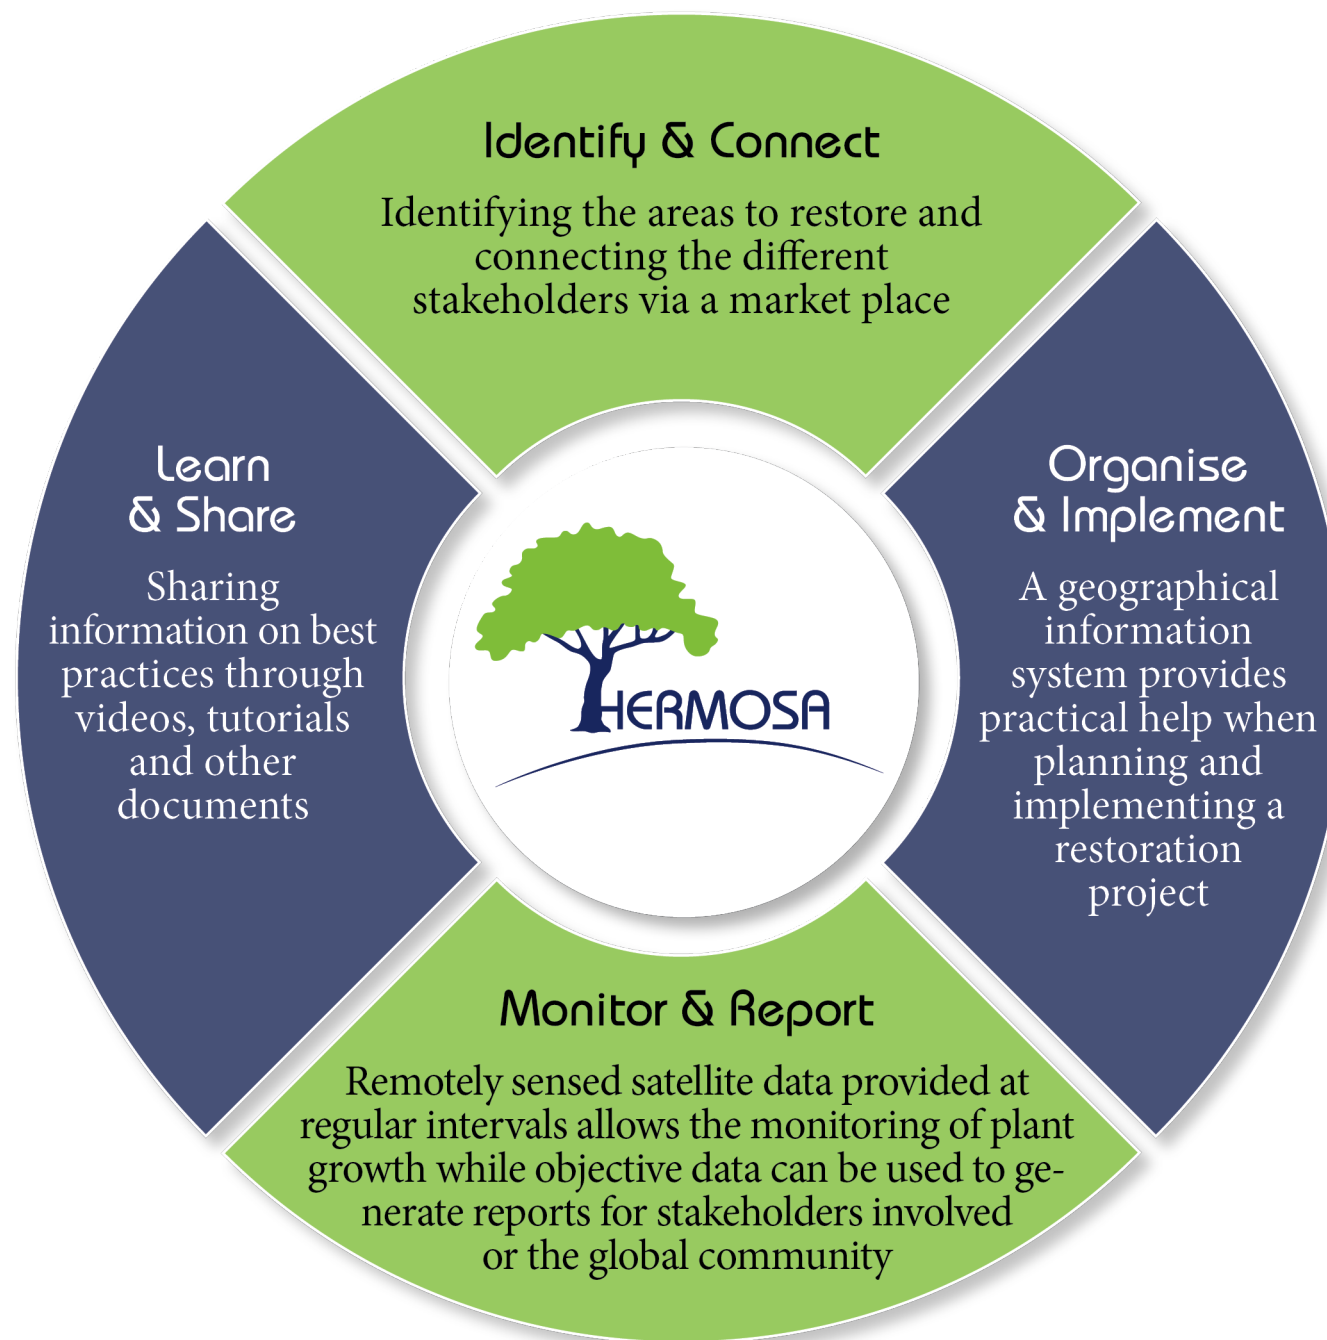 Identify & Connect
Identifying the areas to restore and
connecting the different
stakeholders via a market place
Learn
& Share
Sharing
information on best
practices through
videos, tutorials
and other
documents
HERMOSA
Organise
& Implement
A geographical
information
system provides
practical help when
planning and
implementing a
restoration
project
Monitor & Report
Remotely sensed satellite data provided at
regular intervals allows the monitoring of plant
growth while objective data can be used to ge-
nerate reports for stakeholders involved
or the global community